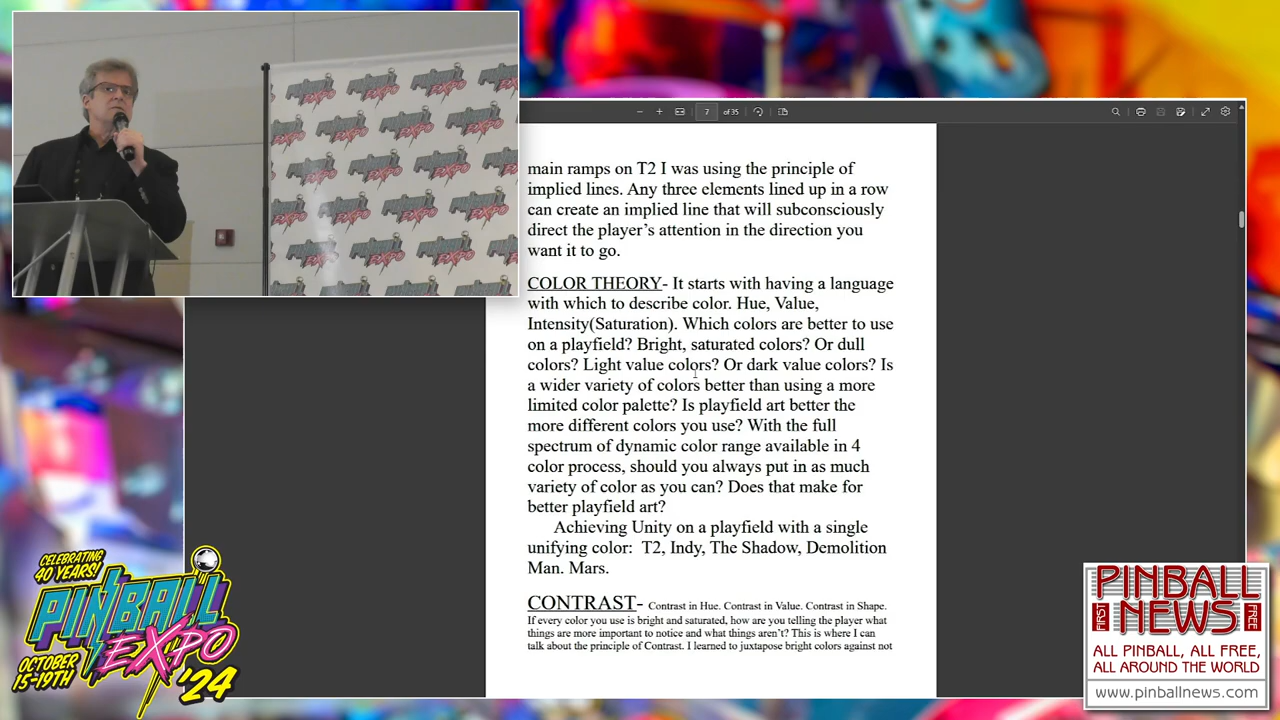 PINBALL EXPO
7 of 35
main ramps on T2 I was using the principle of
implied lines. Any three elements lined up in a row
can create an implied line that will subconsciously
direct the player's attention in the direction you
want it to go.
COLOR THEORY- It starts with having a language
with which to describe color. Hue, Value,
Intensity(Saturation). Which colors are better to use
on a playfield? Bright, saturated colors? Or dull
colors? Light value colors? Or dark value colors? Is
a wider variety of colors better than using a more
limited color palette? Is playfield art better the
more different colors you use? With the full
spectrum of dynamic color range available in 4
color process, should you always put in as much
variety of color as you can? Does that make for
better playfield art?
Achieving Unity on a playfield with a single
unifying color: T2, Indy, The Shadow, Demolition
Man. Mars.
CONTRAST- Contrast in Hue. Contrast in Value. Contrast in Shape.
If every color you use is bright and saturated, how are you telling the player what
things are more important to notice and what things aren't? This is where I can
talk about the principle of Contrast. I learned to juxtapose bright colors against not
CELEBRATING
40 YEARS!
PINBALL
EXPO
OCTOBER
15-19TH
'24
PINBALL
FIRST NEWS FREE
ALL PINBALL, ALL FREE,
ALL AROUND THE WORLD
www.pinballnews.com